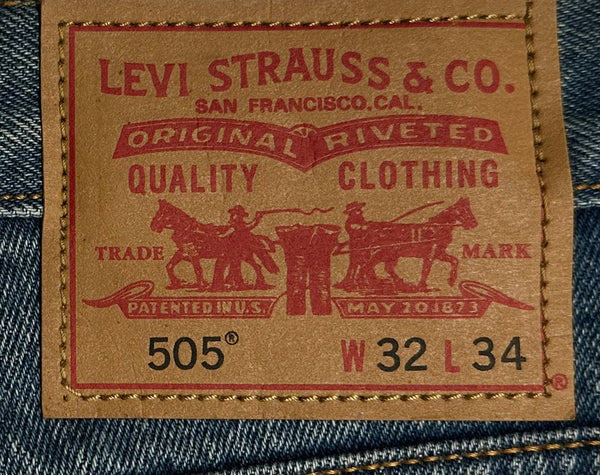 LEVI STRAUSS & CO.
SAN FRANCISCO, CAL.
ORIGINAL RIVETED
QUALITY CLOTHING
TRADE MARK
PATENTED IN U.S. MAY 20 1873
505® W 32 L 34
®